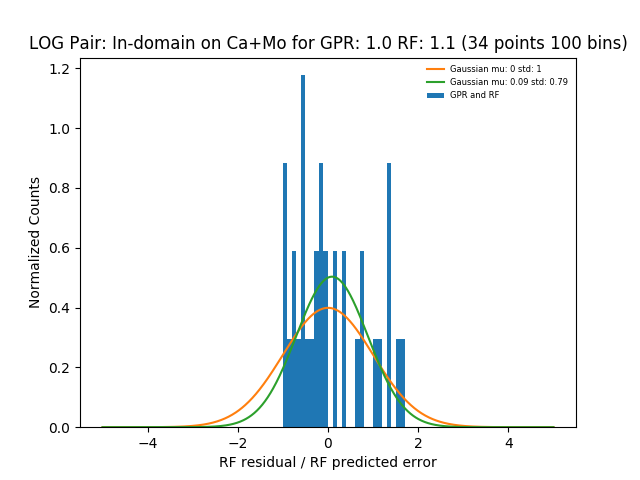 LOG Pair: In-domain on Ca+Mo for GPR: 1.0 RF: 1.1 (34 points 100 bins)
Gaussian mu: 0 std: 1
Gaussian mu: 0.09 std: 0.79
GPR and RF
1.2
1.0
0.8
0.6
0.4
0.2
0.0
Normalized Counts
−4 −2 0 2 4
RF residual / RF predicted error